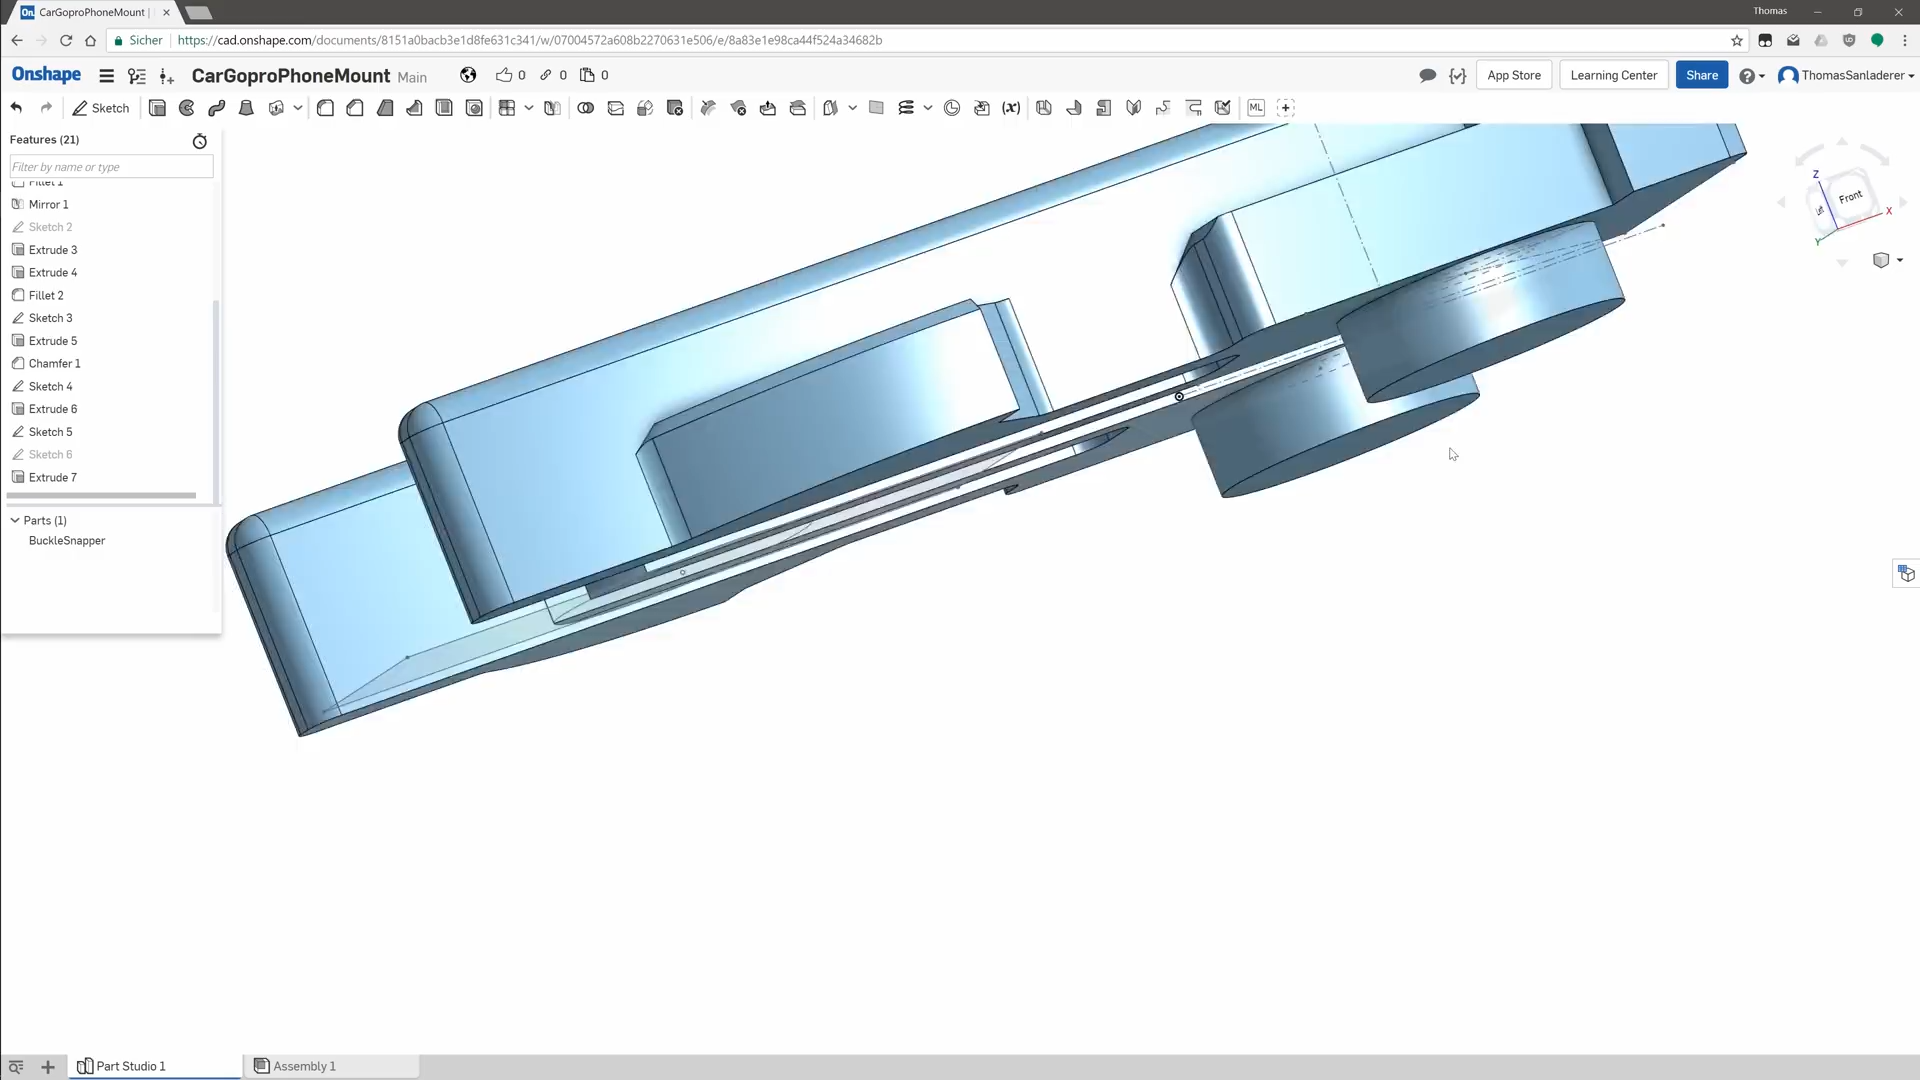 CarGoproPhoneMount |
Thomas
Sicher
https://cad.onshape.com/documents/8151a0bacb3e1d8fe631c341/w/07004572a608b2270631e506/e/8a83e1e98ca44f524a34682b
Onshape
CarGoproPhoneMount Main
0
0
0
App Store
Learning Center
Share
ThomasSanladerer
Sketch
(x)
ML
Features (21)
Filter by name or type
Fillet 1
Mirror 1
Sketch 2
Extrude 3
Extrude 4
Fillet 2
Sketch 3
Extrude 5
Chamfer 1
Sketch 4
Extrude 6
Sketch 5
Sketch 6
Extrude 7
Parts (1)
BuckleSnapper
Z
Front
Left
X
Y
Part Studio 1
Assembly 1